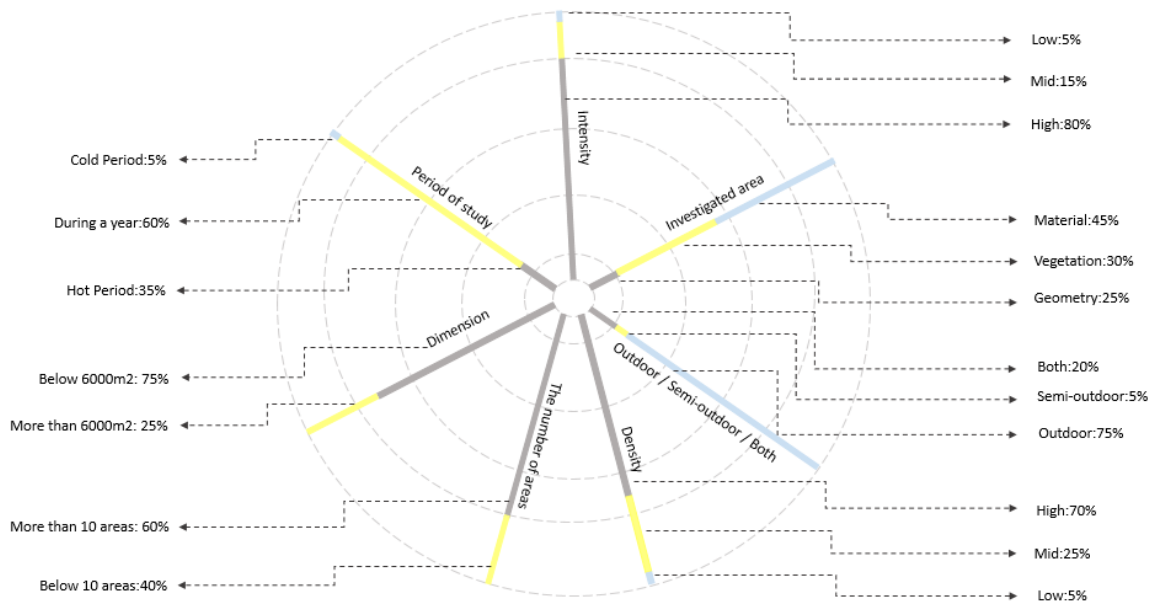 Low:5%
Mid:15%
High:80%
Intensity
Cold Period:5%
Period of study
Investigated area
During a year:60%
Material:45%
Vegetation:30%
Hot Period:35%
Geometry:25%
Dimension
Outdoor / Semi-outdoor / Both
Both:20%
Below 6000m2: 75%
Semi-outdoor:5%
More than 6000m2: 25%
Outdoor:75%
The number of areas
Density
High:70%
More than 10 areas: 60%
Mid:25%
Below 10 areas:40%
Low:5%